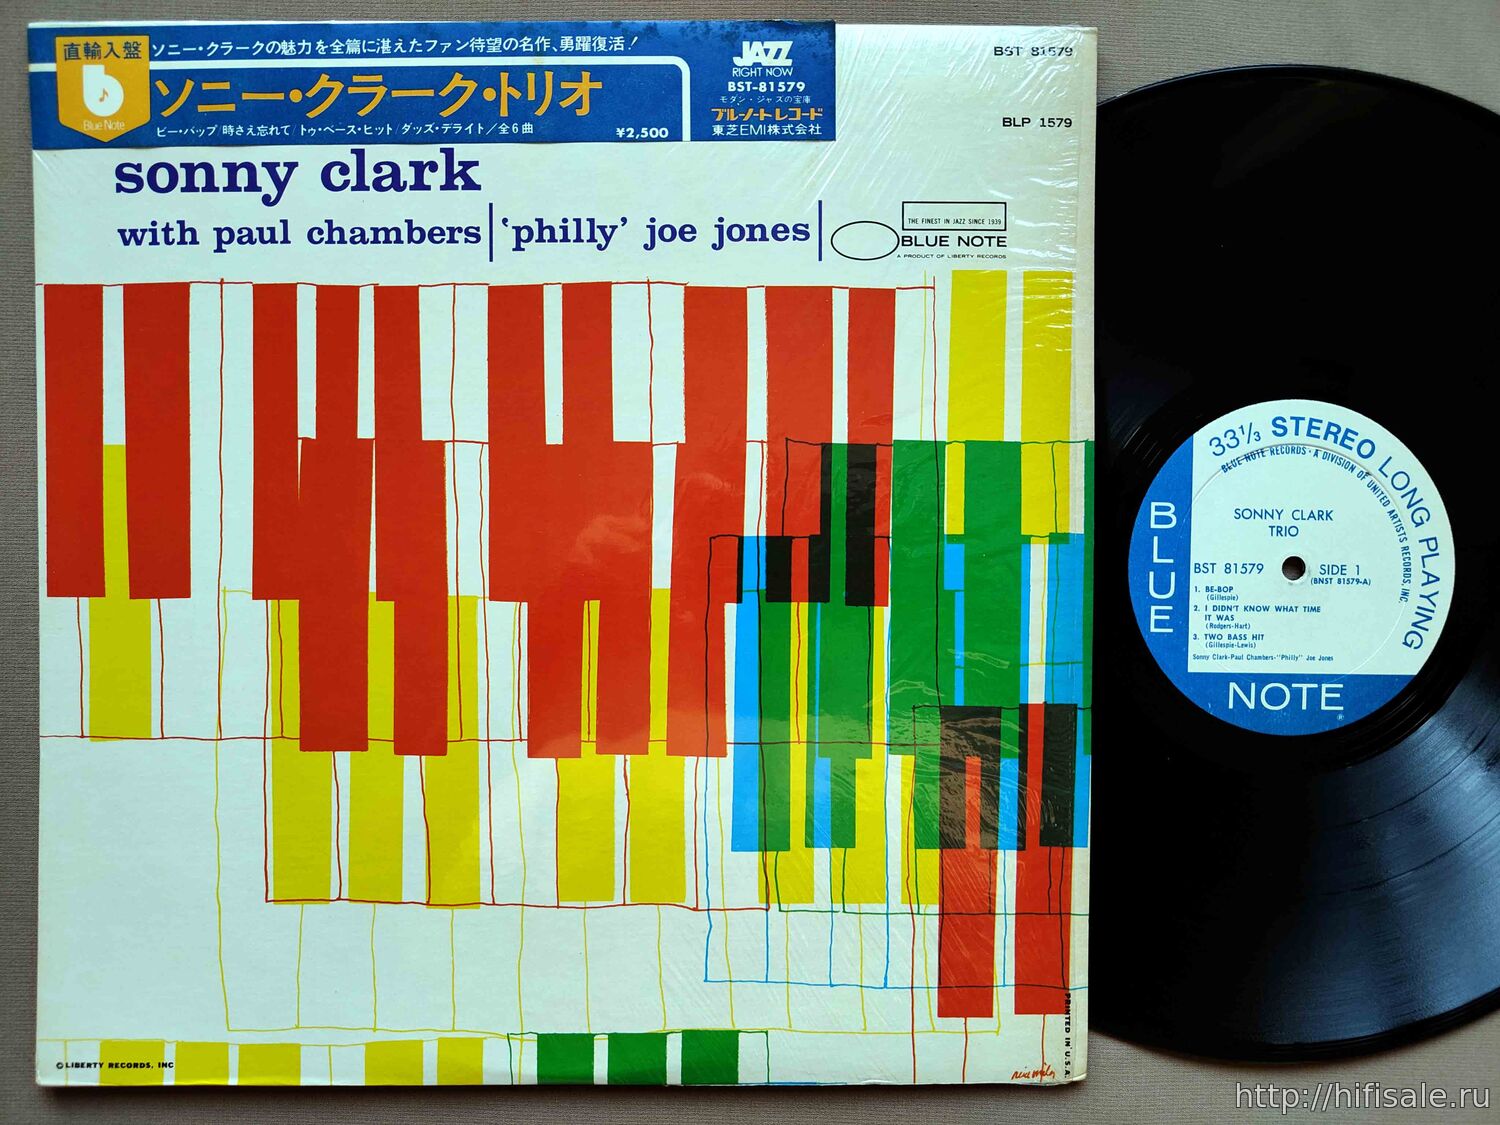 直輸入盤
Blue Note
ソニー・クラークの魅力を全篇に湛えたファン待望の名作、勇躍復活!
ソニー・クラーク・トリオ
ビー・バップ/時さえ忘れて/トゥ・ベース・ヒット/タッズ・デライト/全6曲
¥2,500
JAZZ
RIGHT NOW
BST-81579
モダン・ジャズの宝庫
ブルーノートレコード
東芝EMI株式会社
BST 81579
BLP 1579
sonny clark
with paul chambers
'philly' joe jones
THE FINEST IN JAZZ SINCE 1939
BLUE NOTE
A PRODUCT OF LIBERTY RECORDS
© LIBERTY RECORDS, INC
PRINTED IN U.S.A.
33 1/3 STEREO LONG PLAYING
BLUE NOTE RECORDS · A DIVISION OF UNITED ARTISTS RECORDS, INC.
SONNY CLARK
TRIO
BST 81579
SIDE 1
(BNST 81579-A)
1. BE-BOP
(Gillespie)
2. I DIDN'T KNOW WHAT TIME
IT WAS
(Rodgers-Hart)
3. TWO BASS HIT
(Gillespie-Lewis)
Sonny Clark-Paul Chambers-"Philly" Joe Jones
BLUE
NOTE
®
http://hifisale.ru